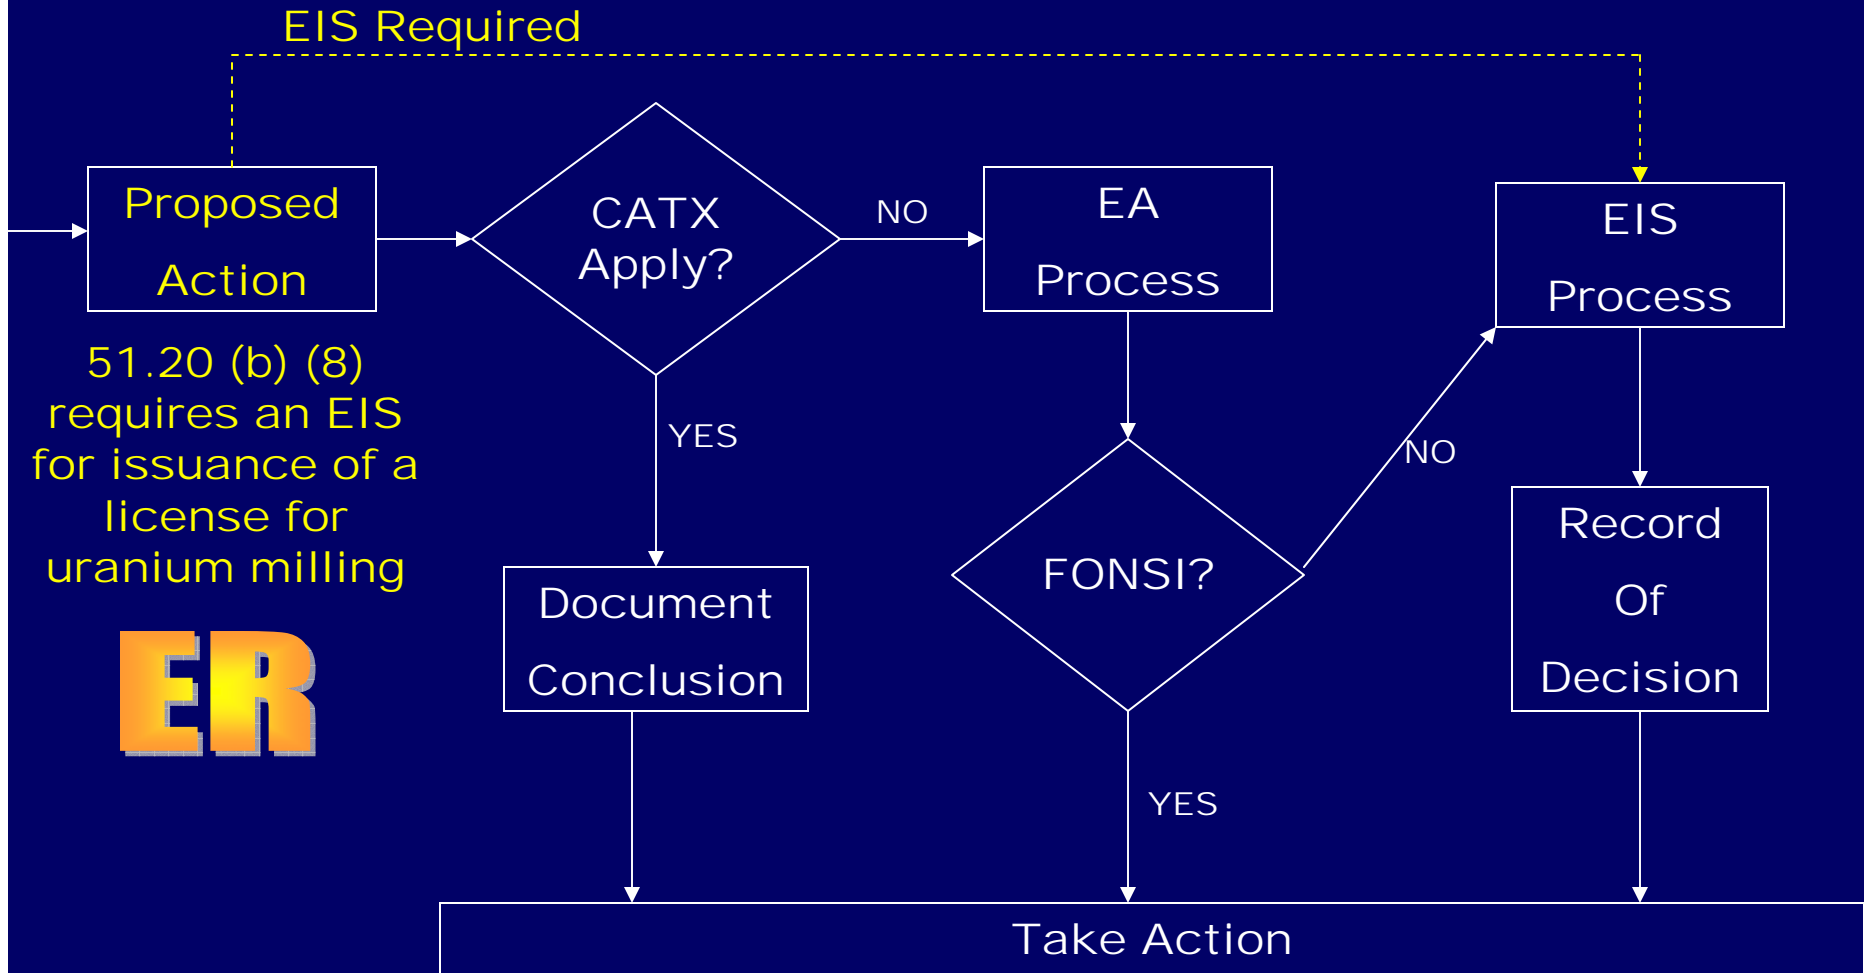 EIS Required
Proposed
Action
CATX
Apply?
NO
EA
Process
EIS
Process
51.20 (b) (8)
requires an EIS
for issuance of a
license for
uranium milling
YES
NO
ER
Document
Conclusion
FONSI?
Record
Of
Decision
YES
Take Action